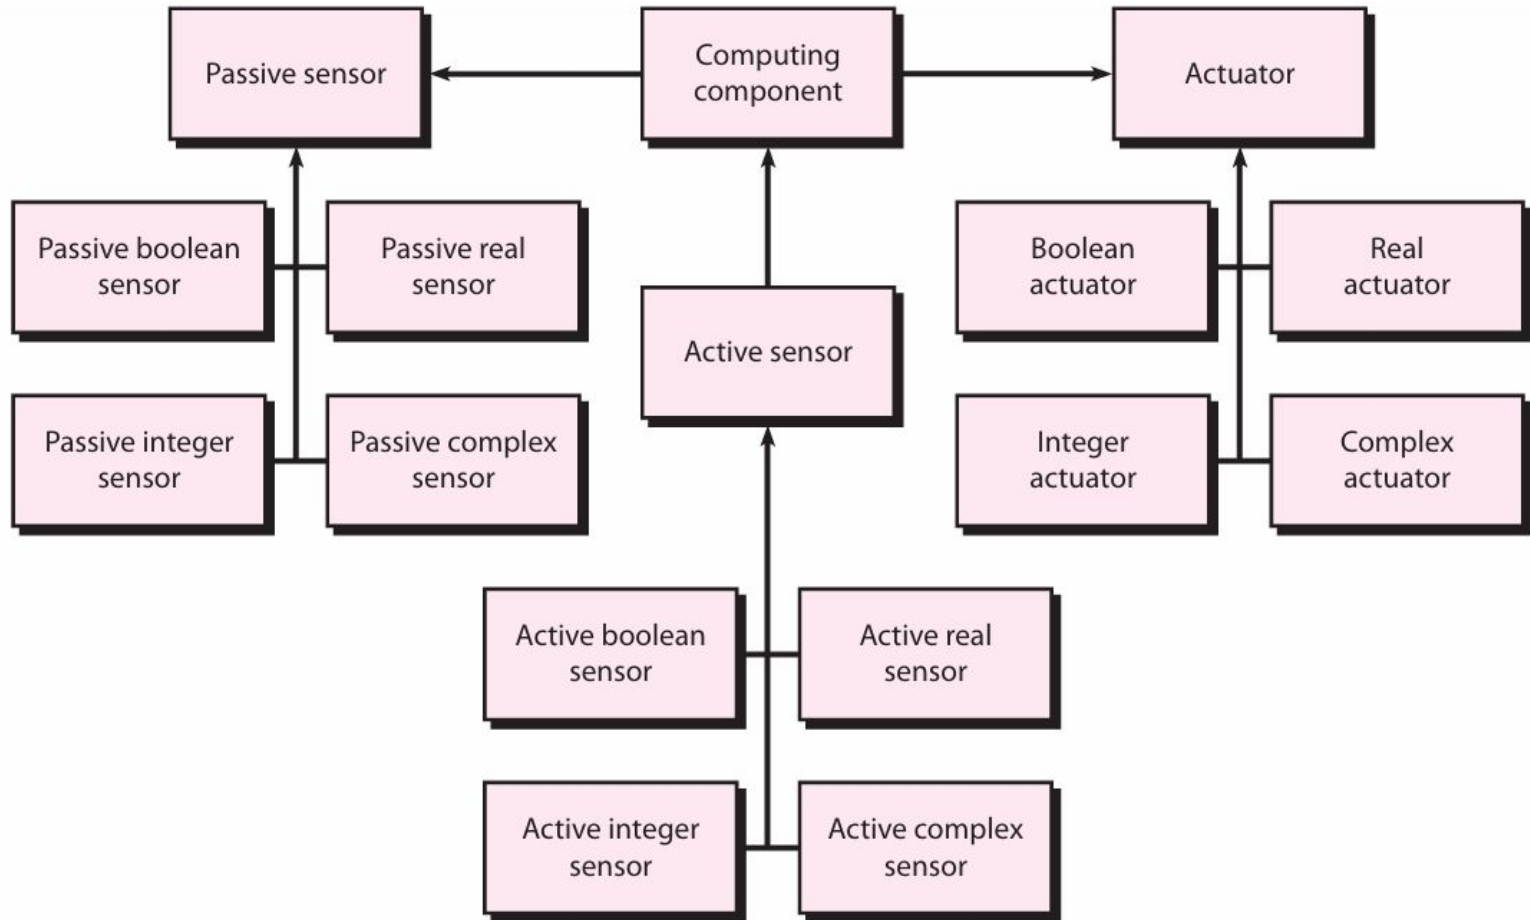 Passive sensor
Computing
component
Actuator
Passive boolean
sensor
Passive real
sensor
Boolean
actuator
Real
actuator
Active sensor
Passive integer
sensor
Passive complex
sensor
Integer
actuator
Complex
actuator
Active boolean
sensor
Active real
sensor
Active integer
sensor
Active complex
sensor